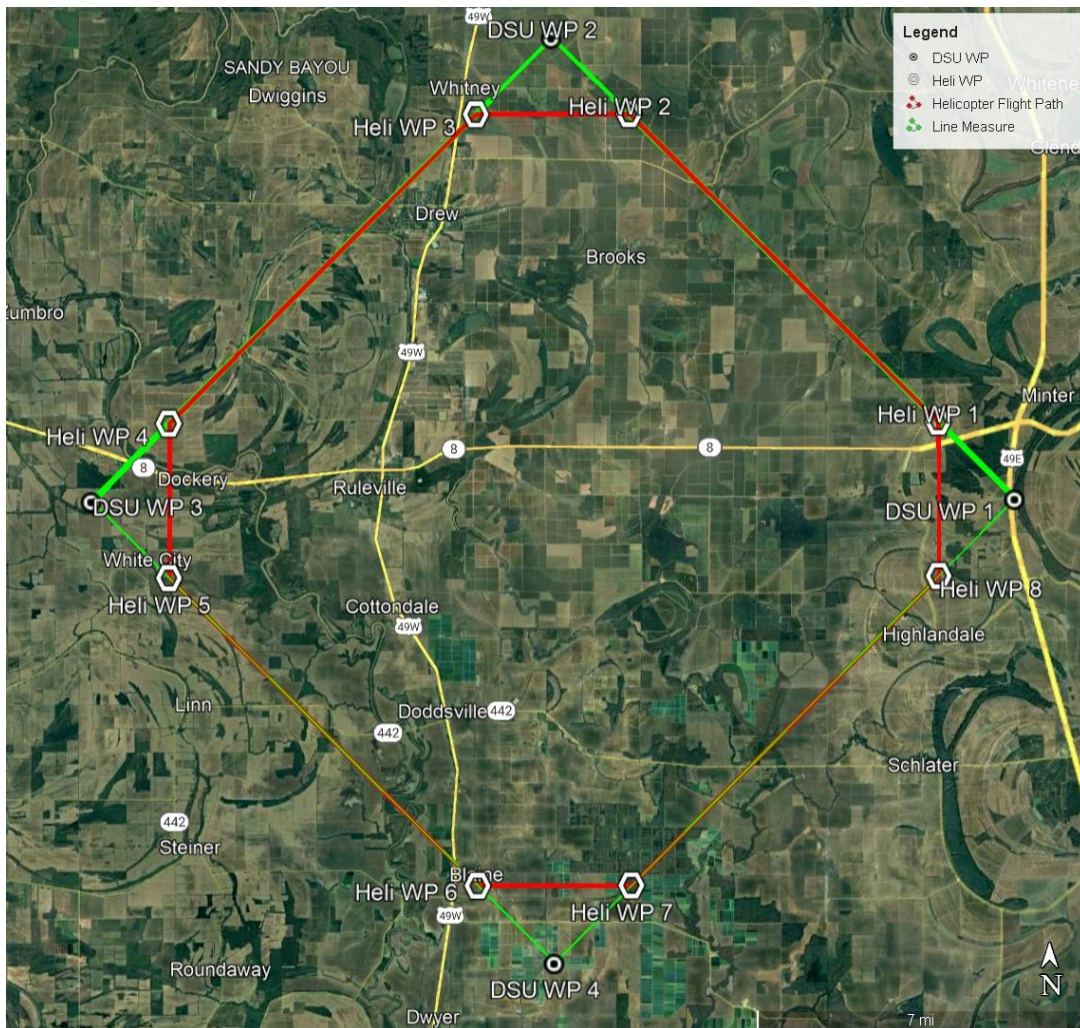 49W
DSU WP 2
Legend
DSU WP
Heli WP
Helicopter Flight Path
Line Measure
SANDY BAYOU
Dwiggins
Whitney
Heli WP 3
Heli WP 2
Drew
Brooks
49W
Heli WP 1
Minter
Heli WP 4
8
8
8
49E
Dockery
Ruleville
DSU WP 3
DSU WP 1
White City
Heli WP 5
Heli WP 8
Cottondale
49W
Highlandale
Linn
Doddsville
442
442
Schlater
442
Steiner
Blaine
Heli WP 6
Heli WP 7
49W
Roundaway
DSU WP 4
N
Dwyer
7 mi